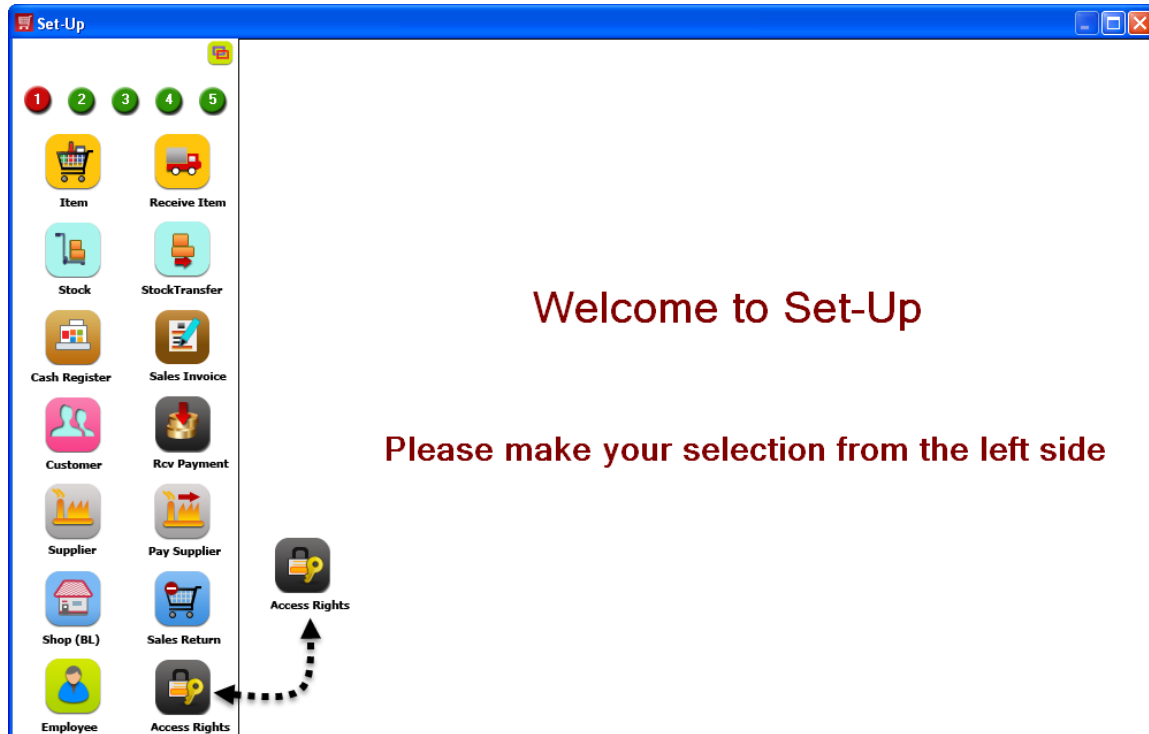 Set-Up
1 2 3 4 5
Item Receive Item
Stock StockTransfer
Cash Register Sales Invoice
Customer Rcv Payment
Supplier Pay Supplier
Shop (BL) Sales Return
Employee Access Rights
Welcome to Set-Up
Please make your selection from the left side
Access Rights